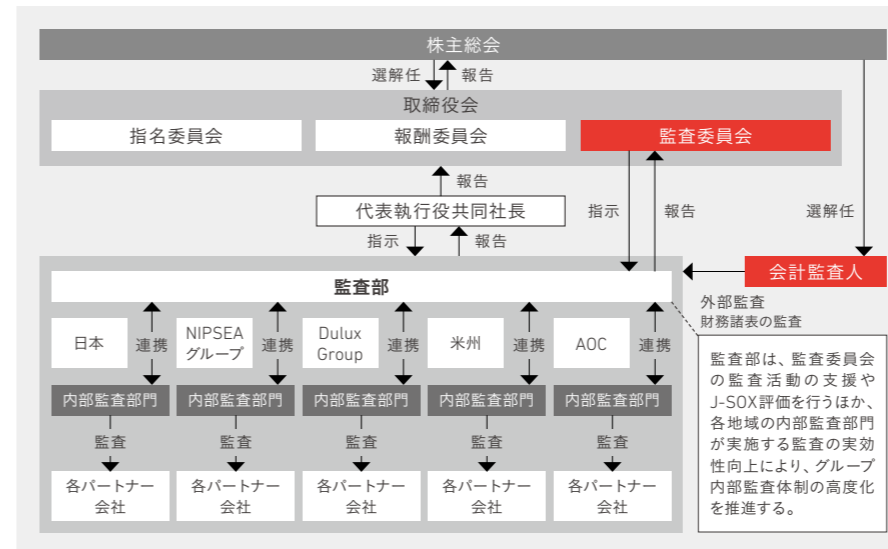 株主総会
選解任
報告
取締役会
指名委員会
報酬委員会
監査委員会
報告
代表執行役共同社長
指示
報告
選解任
指示
報告
会計監査人
監査部
外部監査
財務諸表の監査
日本
連携
NIPSEA
グループ
連携
Dulux
Group
連携
米州
連携
AOC
連携
監査部は、監査委員会
の監査活動の支援や
J-SOX評価を行うほか、
各地域の内部監査部門
が実施する監査の実効
性向上により、グループ
内部監査体制の高度化
を推進する。
内部監査部門
内部監査部門
内部監査部門
内部監査部門
内部監査部門
監査
監査
監査
監査
監査
各パートナー
会社
各パートナー
会社
各パートナー
会社
各パートナー
会社
各パートナー
会社